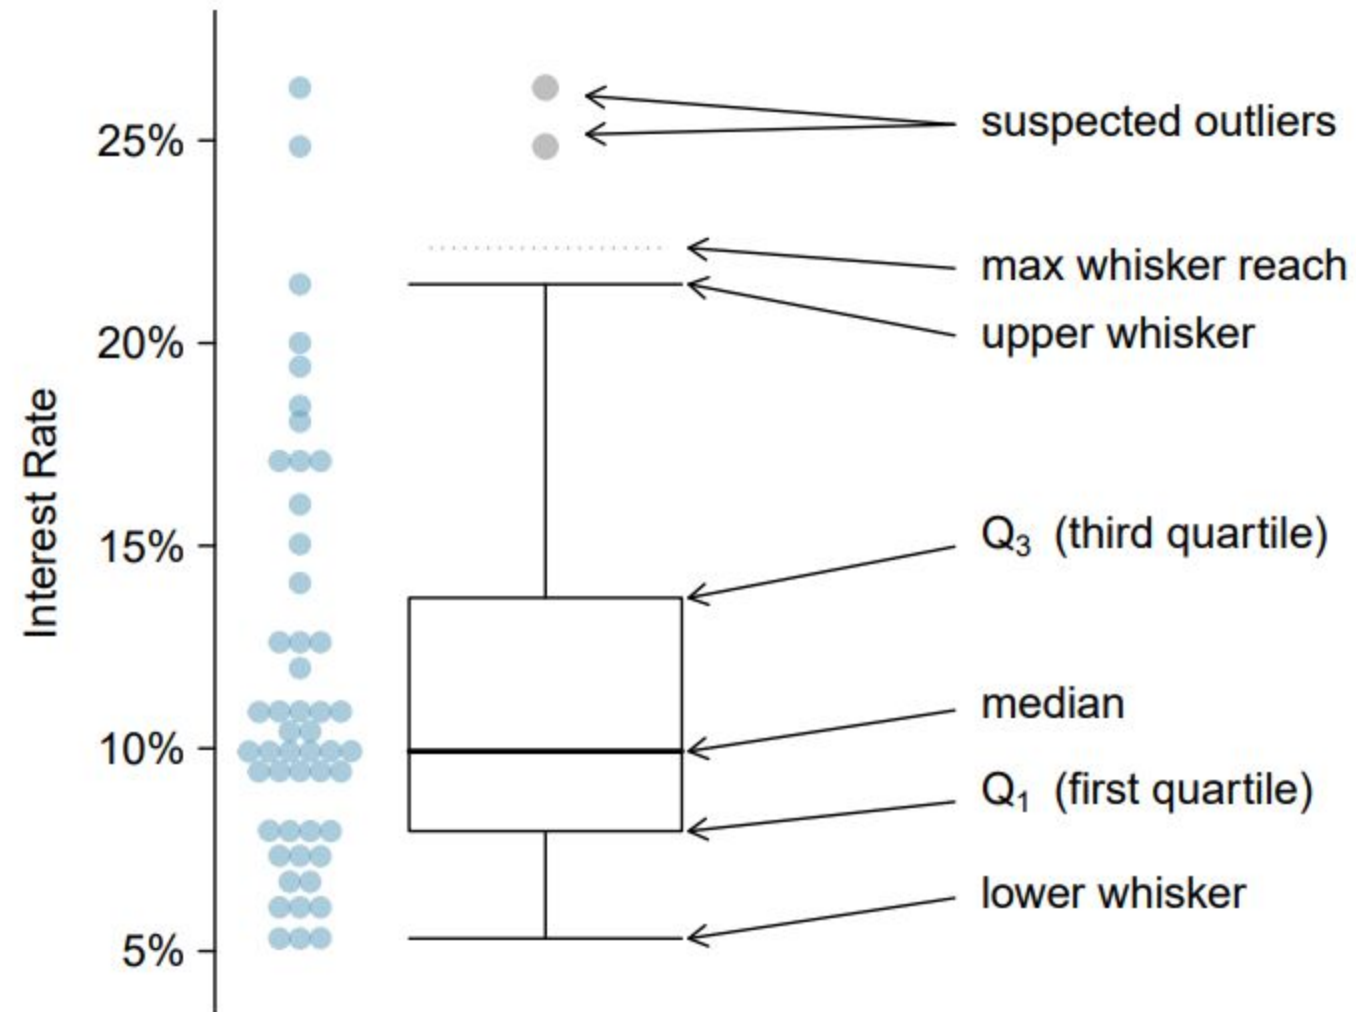 Interest Rate
25%
20%
15%
10%
5%
suspected outliers
max whisker reach
upper whisker
Q₃ (third quartile)
median
Q₁ (first quartile)
lower whisker